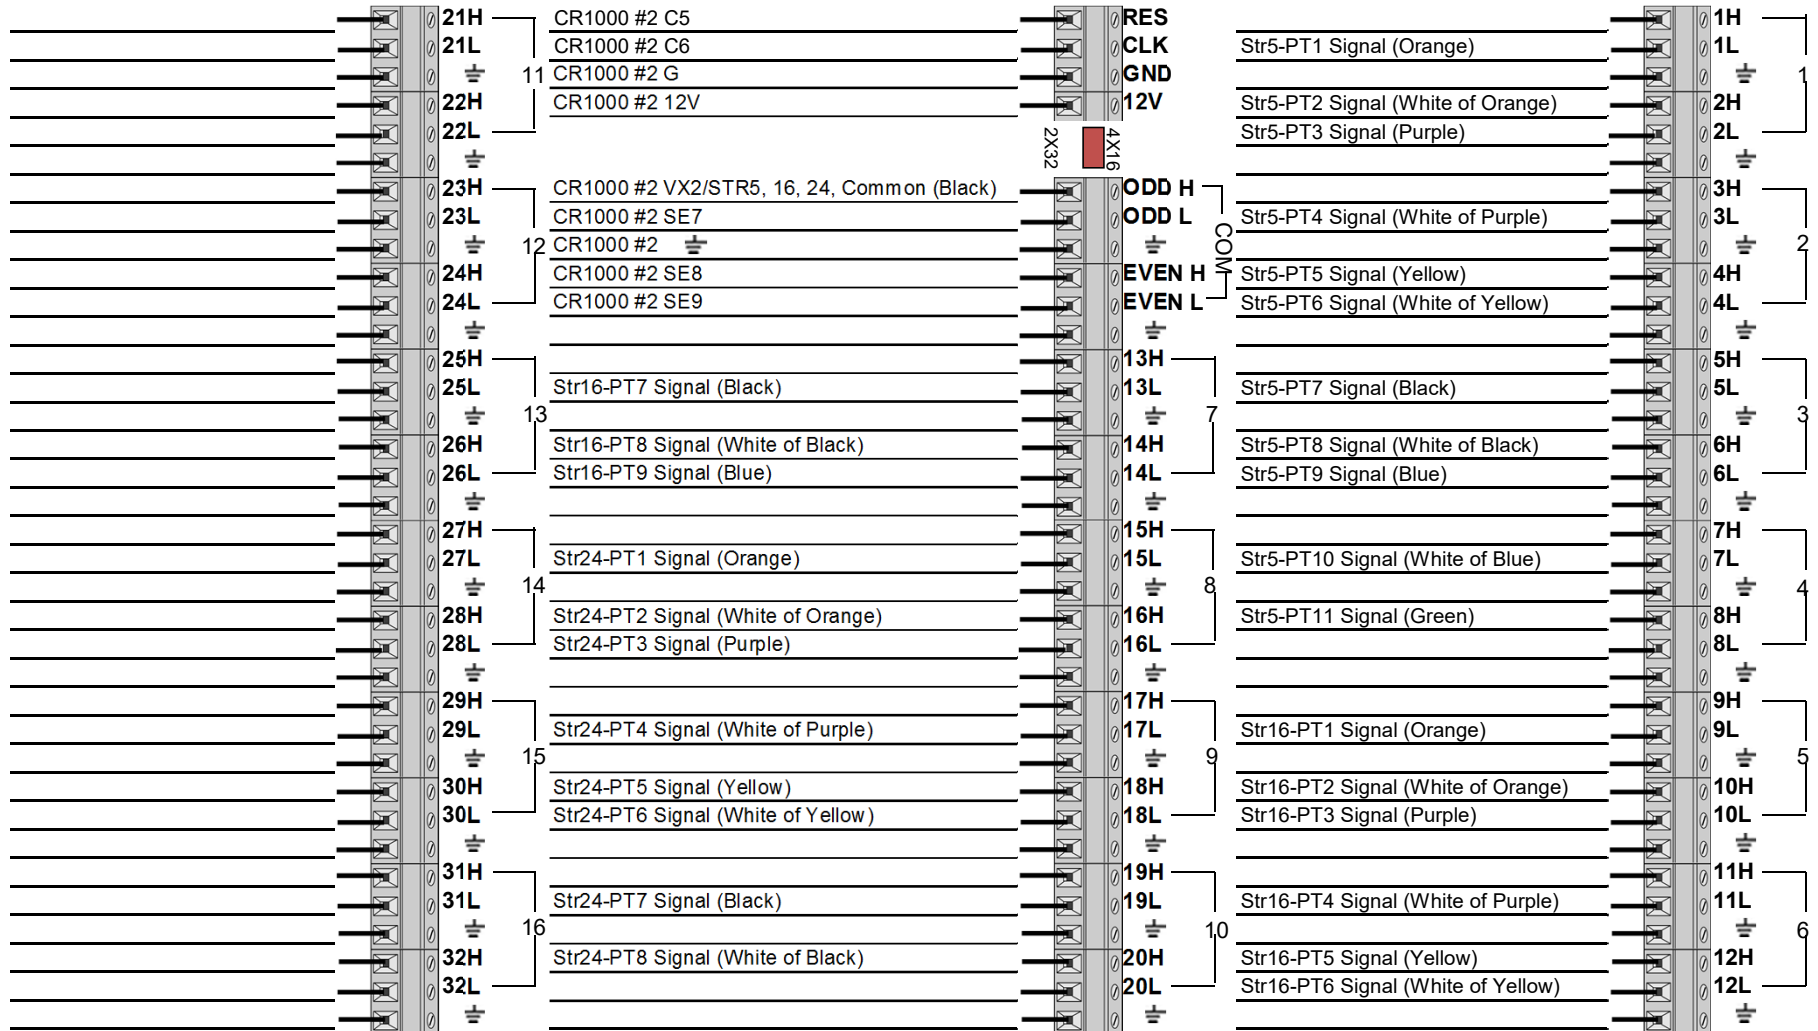 21H
21L
11
22H
22L
23H
23L
12
24H
24L
25H
25L
13
26H
26L
27H
27L
14
28H
28L
29H
29L
15
30H
30L
31H
31L
16
32H
32L
CR1000 #2 C5 RES
CR1000 #2 C6 CLK
CR1000 #2 G GND
CR1000 #2 12V 12V
2X32 4X16
CR1000 #2 VX2/STR5, 16, 24, Common (Black) ODD H
CR1000 #2 SE7 ODD L
CR1000 #2
COM
CR1000 #2 SE8 EVEN H
CR1000 #2 SE9 EVEN L
13H
Str16-PT7 Signal (Black) 13L
7
Str16-PT8 Signal (White of Black) 14H
Str16-PT9 Signal (Blue) 14L
15H
Str24-PT1 Signal (Orange) 15L
8
Str24-PT2 Signal (White of Orange) 16H
Str24-PT3 Signal (Purple) 16L
17H
Str24-PT4 Signal (White of Purple) 17L
9
Str24-PT5 Signal (Yellow) 18H
Str24-PT6 Signal (White of Yellow) 18L
19H
Str24-PT7 Signal (Black) 19L
10
Str24-PT8 Signal (White of Black) 20H
20L
1H
Str5-PT1 Signal (Orange) 1L
1
Str5-PT2 Signal (White of Orange) 2H
Str5-PT3 Signal (Purple) 2L
3H
Str5-PT4 Signal (White of Purple) 3L
2
Str5-PT5 Signal (Yellow) 4H
Str5-PT6 Signal (White of Yellow) 4L
5H
Str5-PT7 Signal (Black) 5L
3
Str5-PT8 Signal (White of Black) 6H
Str5-PT9 Signal (Blue) 6L
7H
Str5-PT10 Signal (White of Blue) 7L
4
Str5-PT11 Signal (Green) 8H
8L
9H
Str16-PT1 Signal (Orange) 9L
5
Str16-PT2 Signal (White of Orange) 10H
Str16-PT3 Signal (Purple) 10L
11H
Str16-PT4 Signal (White of Purple) 11L
6
Str16-PT5 Signal (Yellow) 12H
Str16-PT6 Signal (White of Yellow) 12L